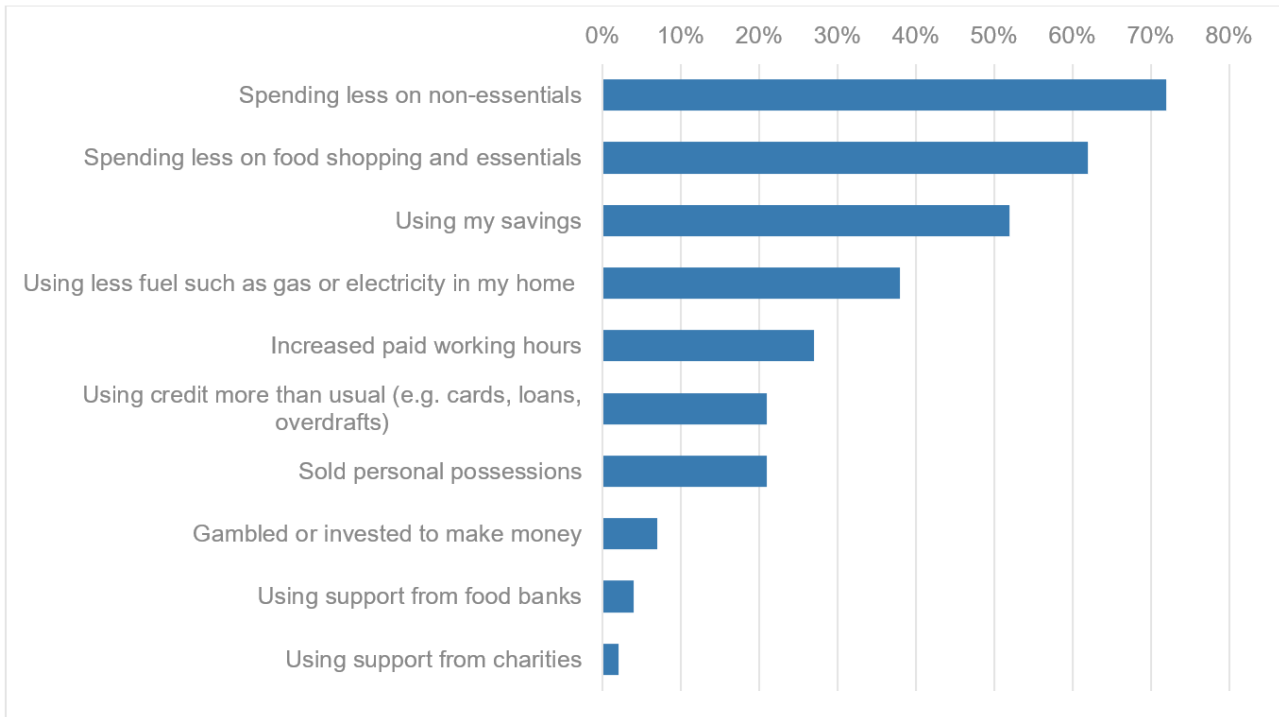 0% 10% 20% 30% 40% 50% 60% 70% 80%
Spending less on non-essentials
Spending less on food shopping and essentials
Using my savings
Using less fuel such as gas or electricity in my home
Increased paid working hours
Using credit more than usual (e.g. cards, loans,
overdrafts)
Sold personal possessions
Gambled or invested to make money
Using support from food banks
Using support from charities